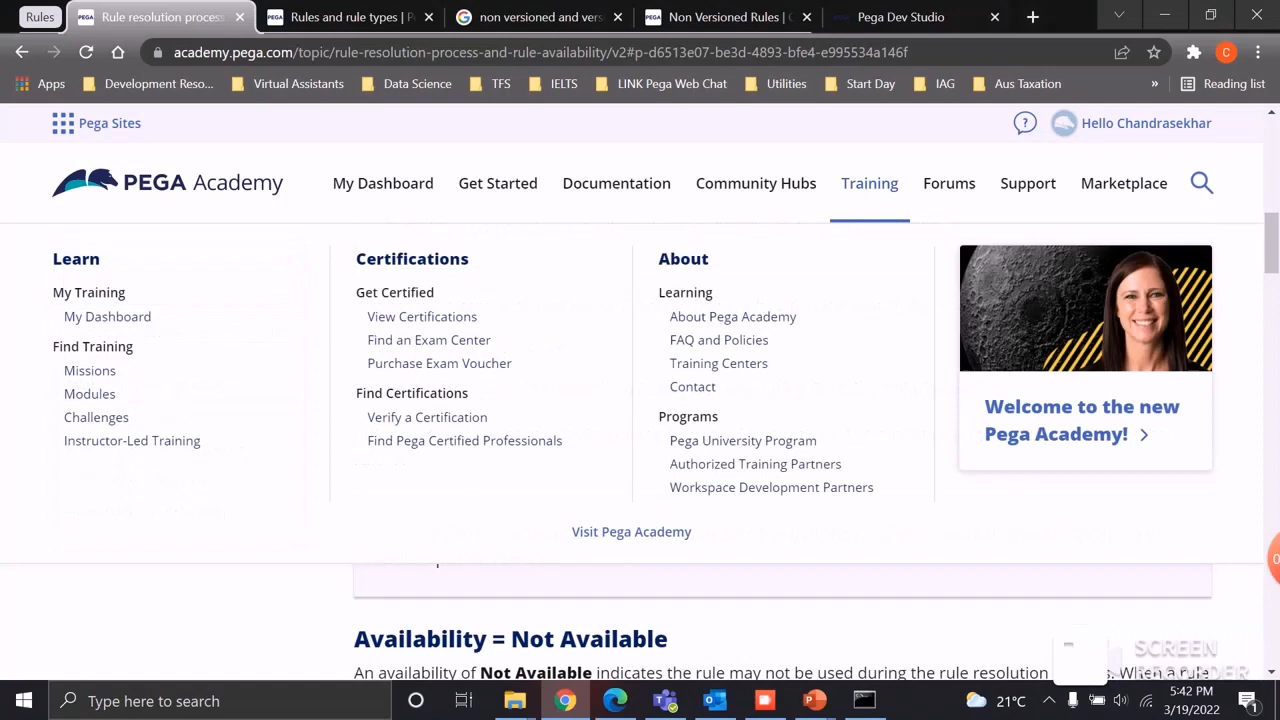 Rules
Rule resolution process
Rules and rule types | P
non versioned and vers
Non Versioned Rules | C
Pega Dev Studio
academy.pega.com/topic/rule-resolution-process-and-rule-availability/v2#p-d6513e07-be3d-4893-bfe4-e995534a146f
C
Apps
Development Reso...
Virtual Assistants
Data Science
TFS
IELTS
LINK Pega Web Chat
Utilities
Start Day
IAG
Aus Taxation
»
Reading list
Pega Sites
Hello Chandrasekhar
PEGA Academy
My Dashboard
Get Started
Documentation
Community Hubs
Training
Forums
Support
Marketplace
Learn
My Training
My Dashboard
Find Training
Missions
Modules
Challenges
Instructor-Led Training
Certifications
Get Certified
View Certifications
Find an Exam Center
Purchase Exam Voucher
Find Certifications
Verify a Certification
Find Pega Certified Professionals
About
Learning
About Pega Academy
FAQ and Policies
Training Centers
Contact
Programs
Pega University Program
Authorized Training Partners
Workspace Development Partners
Welcome to the new
Pega Academy!
Visit Pega Academy
Availability = Not Available
An availability of Not Available indicates the rule may not be used during the rule resolution
SCREEN
RECORDER
Type here to search
21°C
5:42 PM
3/19/2022
1